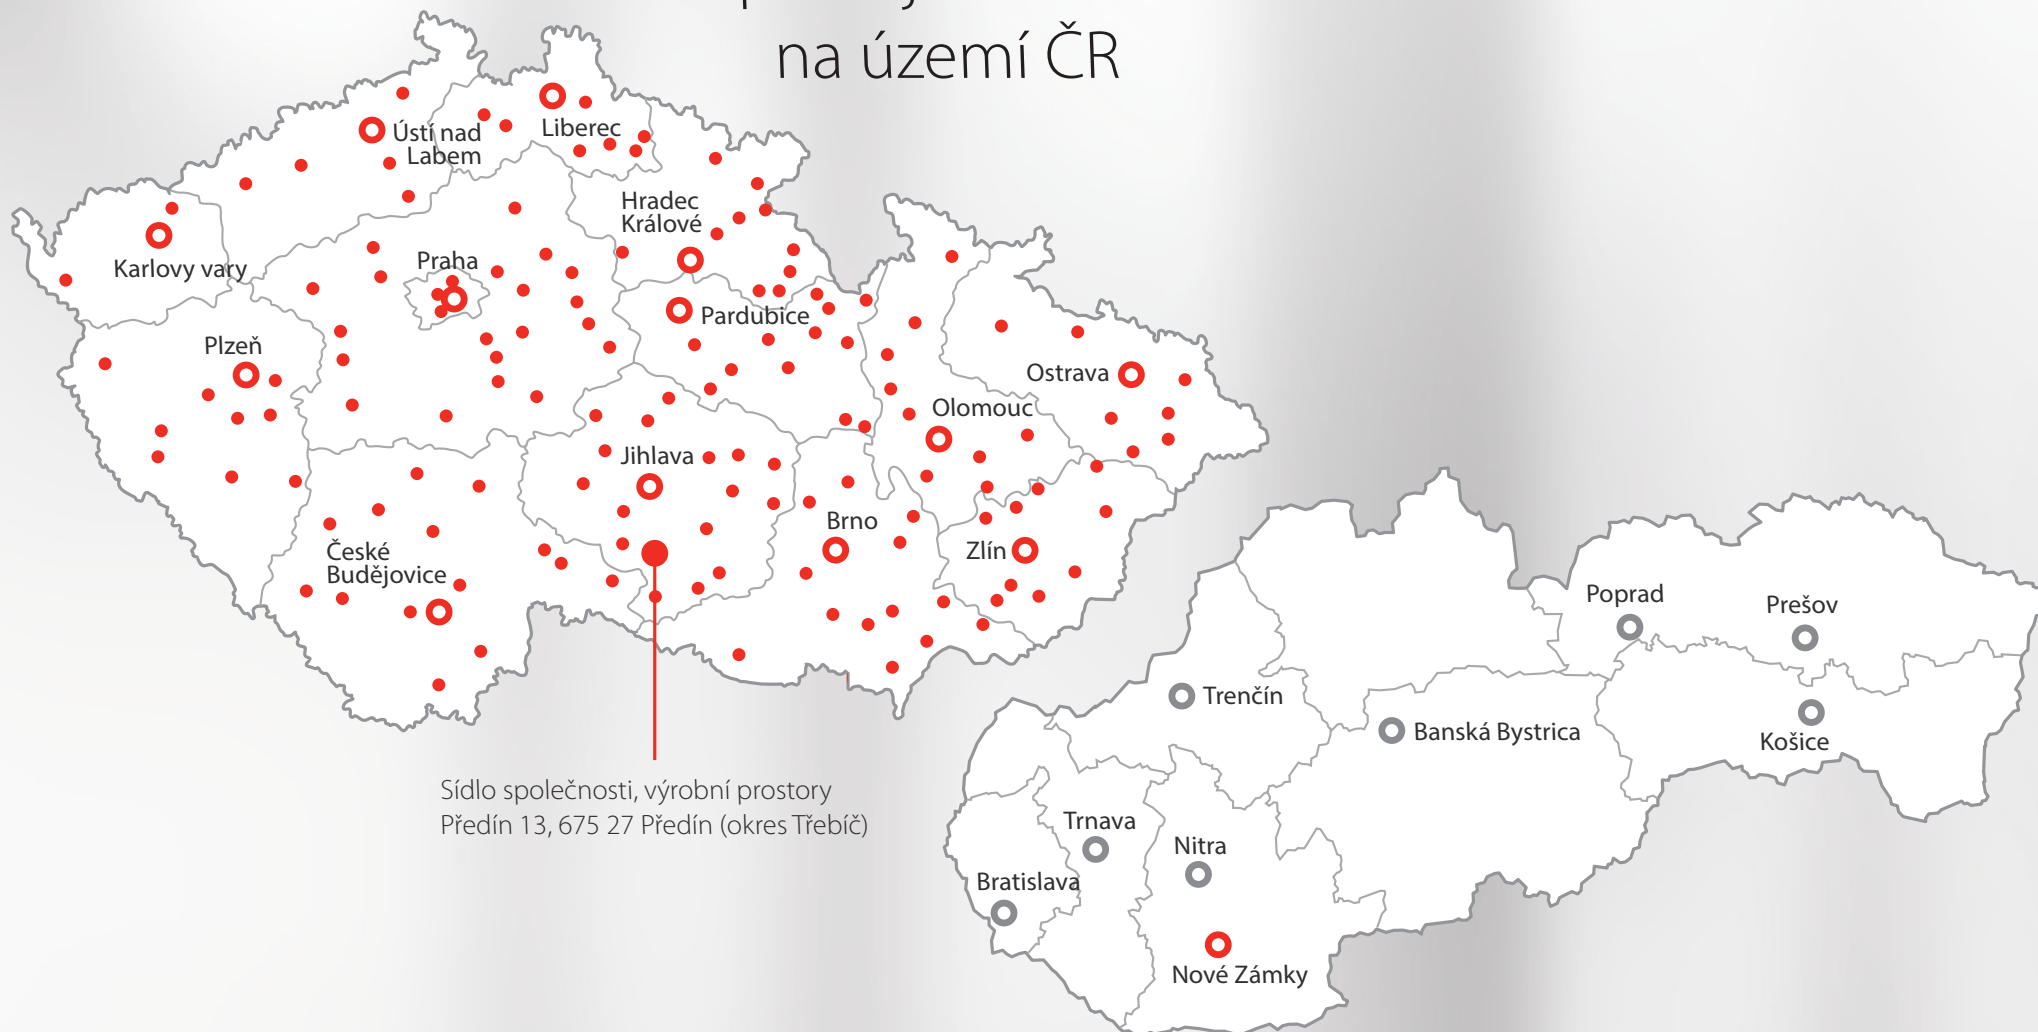 na území ČR
Ústí nad
Labem
Liberec
Hradec
Králové
Karlovy vary
Praha
Pardubice
Plzeň
Ostrava
Olomouc
Jihlava
Brno
České
Budějovice
Zlín
Sídlo společnosti, výrobní prostory
Předín 13, 675 27 Předín (okres Třebíč)
Poprad
Prešov
Trenčín
Banská Bystrica
Košice
Trnava
Nitra
Bratislava
Nové Zámky